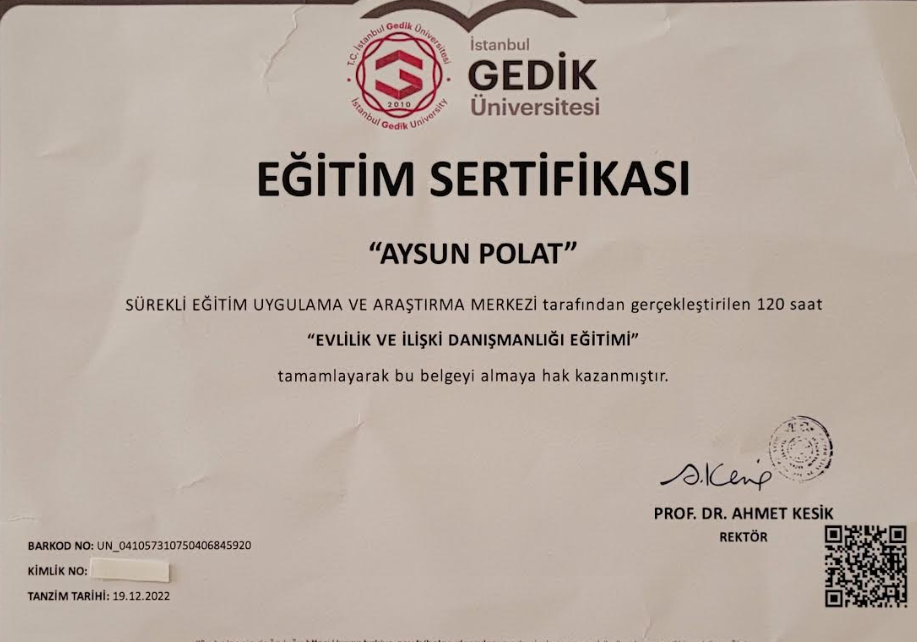 T.C. İstanbul Gedik Üniversitesi
2010
İstanbul Gedik University
İstanbul
GEDİK
Üniversitesi
EĞİTİM SERTİFİKASI
“AYSUN POLAT”
SÜREKLİ EĞİTİM UYGULAMA VE ARAŞTIRMA MERKEZİ tarafından gerçekleştirilen 120 saat
“EVLİLİK VE İLİŞKİ DANIŞMANLIĞI EĞİTİMİ”
tamamlayarak bu belgeyi almaya hak kazanmıştır.
A.Kesik
PROF. DR. AHMET KESİK
REKTÖR
BARKOD NO: UN_041057310750406845920
KİMLİK NO:
TANZİM TARİHİ: 19.12.2022